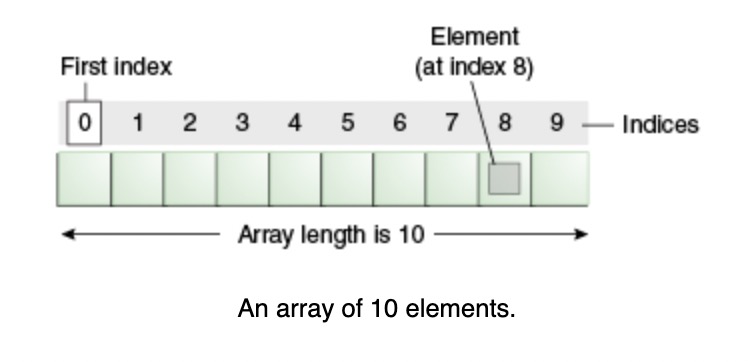 Element
First index
(at index 8)
0 1 2 3 4 5 6 7 8 9 Indices
Array length is 10
An array of 10 elements.